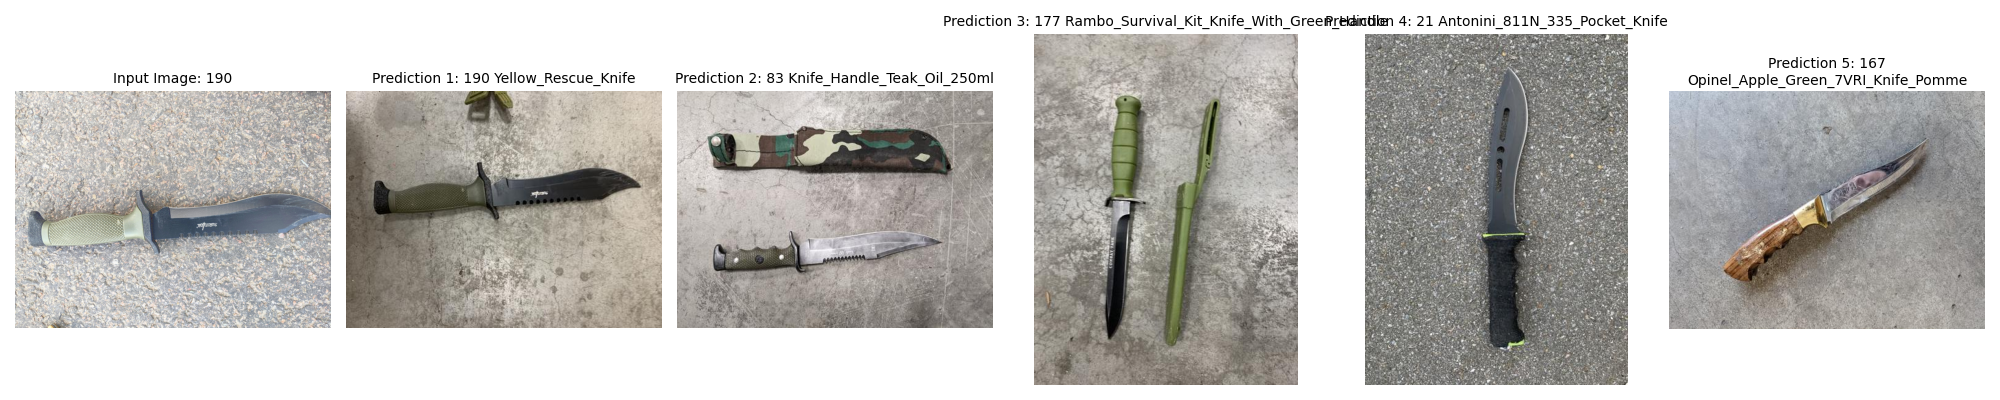 Input Image: 190
Prediction 1: 190 Yellow_Rescue_Knife
Prediction 2: 83 Knife_Handle_Teak_Oil_250ml
Prediction 3: 177 Rambo_Survival_Kit_Knife_With_Green_Handle
Prediction 4: 21 Antonini_811N_335_Pocket_Knife
Prediction 5: 167
Opinel_Apple_Green_7VRI_Knife_Pomme